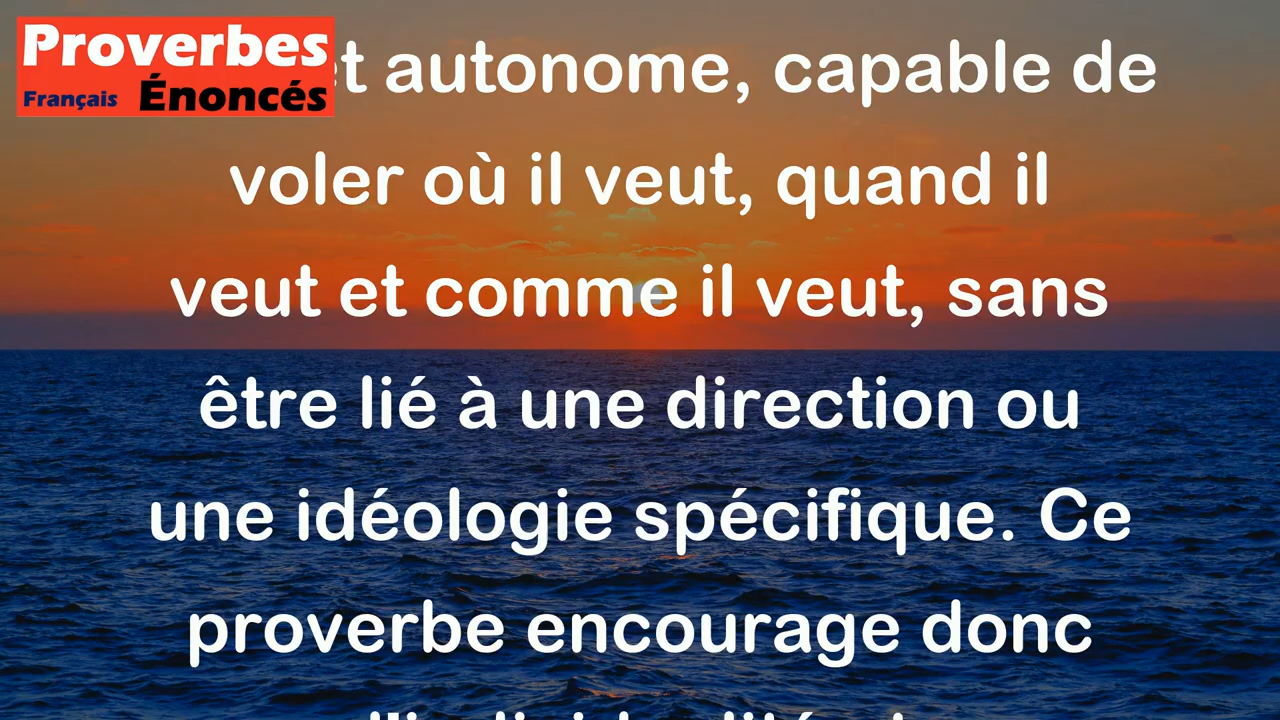 Proverbes
Français Énoncés
et autonome, capable de
voler où il veut, quand il
veut et comme il veut, sans
être lié à une direction ou
une idéologie spécifique. Ce
proverbe encourage donc